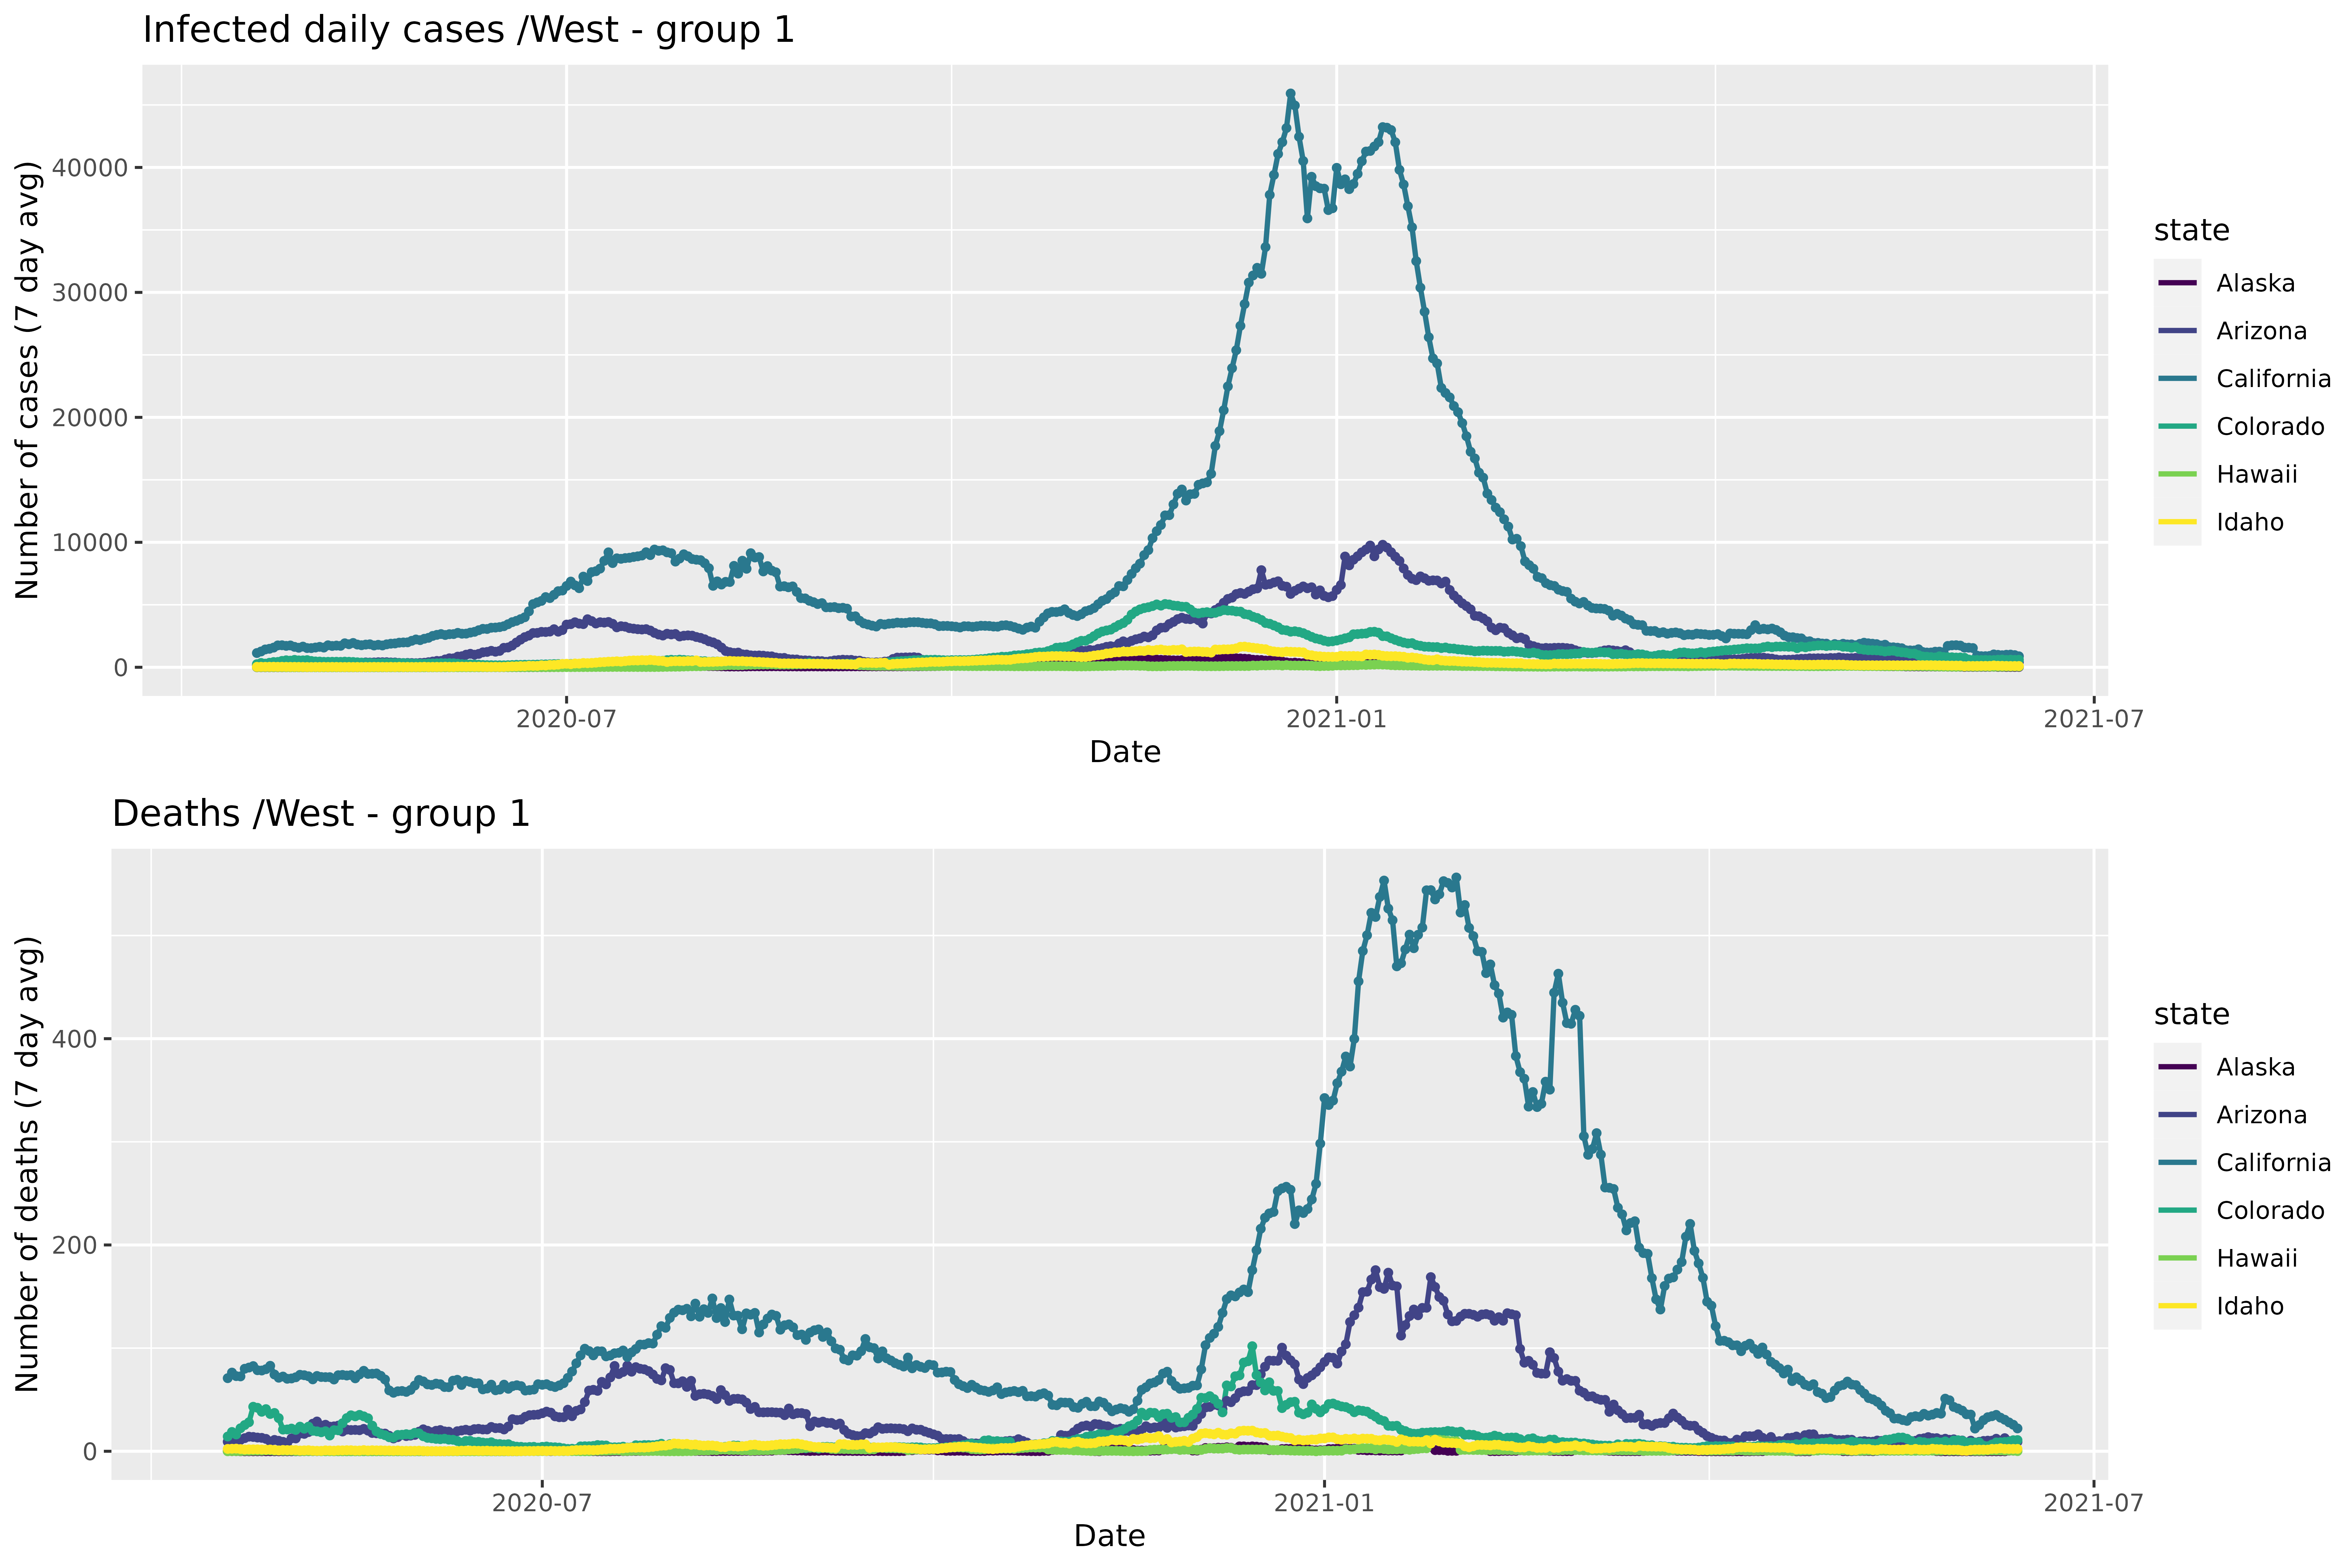 Infected daily cases /West - group 1
Number of cases (7 day avg)
40000
30000
20000
10000
0
2020-07
2021-01
2021-07
Date
state
Alaska
Arizona
California
Colorado
Hawaii
Idaho
Deaths /West - group 1
Number of deaths (7 day avg)
400
200
0
2020-07
2021-01
2021-07
Date
state
Alaska
Arizona
California
Colorado
Hawaii
Idaho